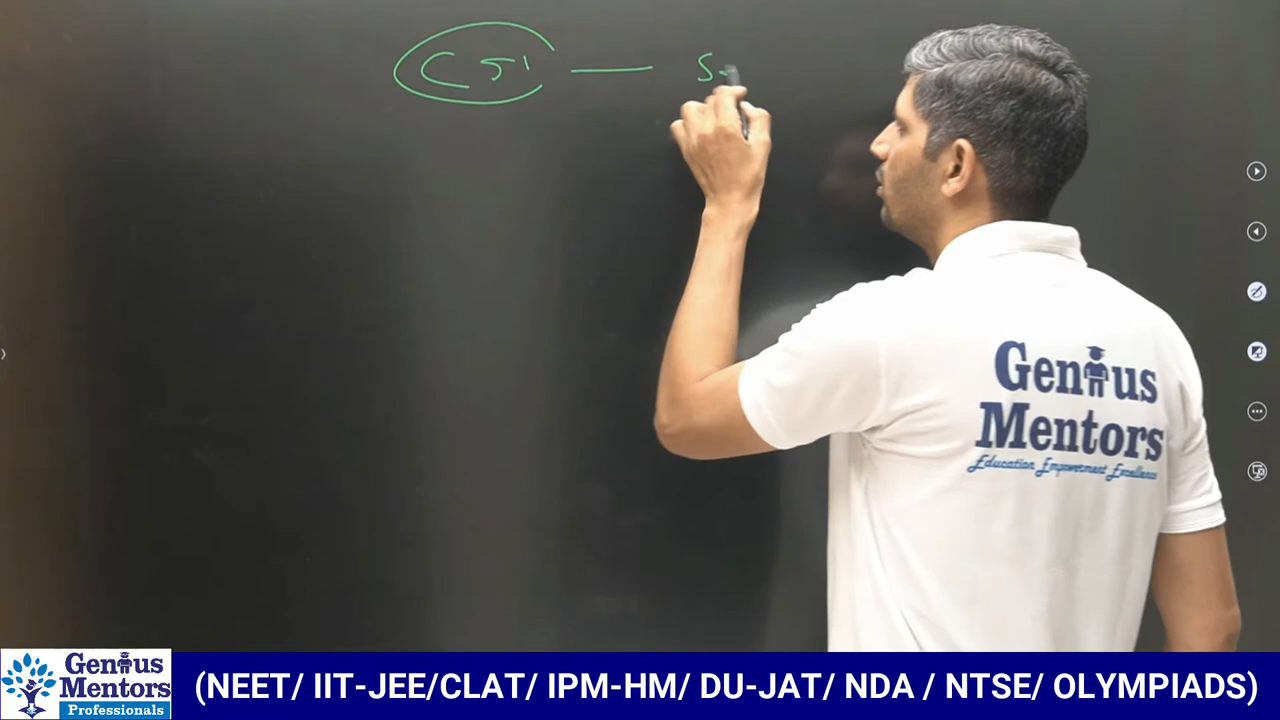 Genius
Mentors
Education Empowerment Excellence
Genius
Mentors
Professionals
(NEET/ IIT-JEE/CLAT/ IPM-HM/ DU-JAT/ NDA / NTSE/ OLYMPIADS)